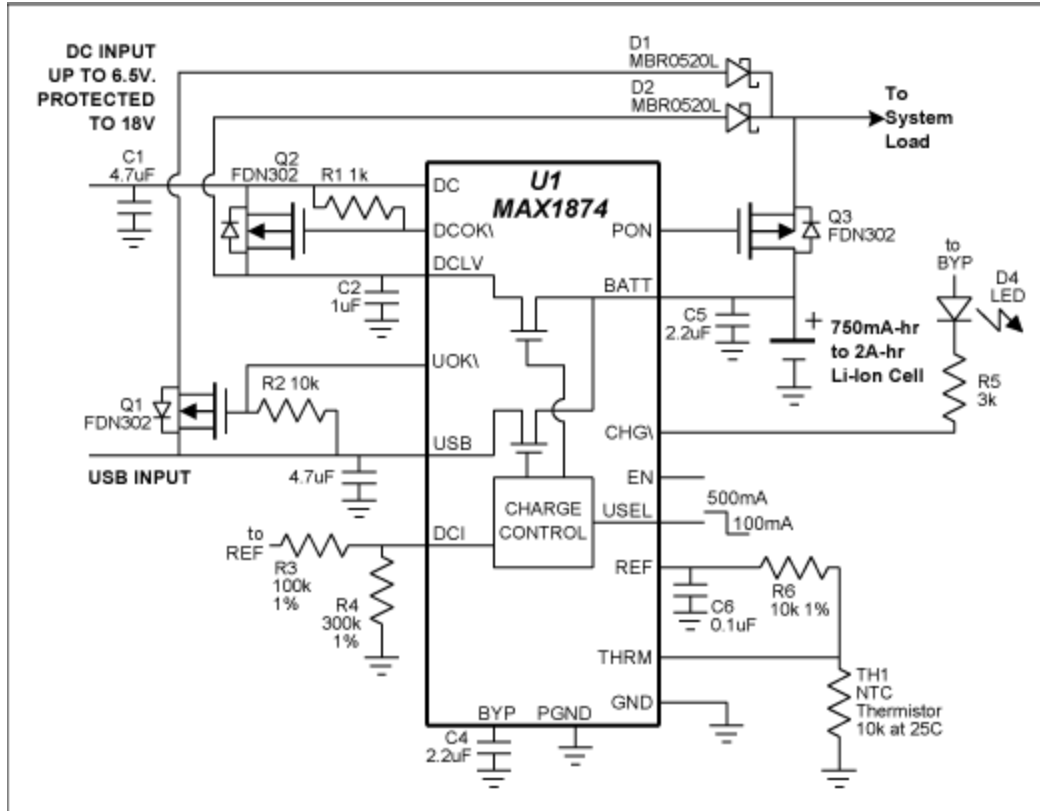 DC INPUT
UP TO 6.5V.
PROTECTED
TO 18V
D1
MBR0520L
D2
MBR0520L
To
System
Load
C1
4.7uF
Q2
FDN302
R1 1k
U1
MAX1874
DC
DCOK\
DCLV
PON
Q3
FDN302
to
BYP
D4
LED
C2
1uF
BATT
C5
2.2uF
+
750mA-hr
to 2A-hr
Li-Ion Cell
R5
3k
UOK\
R2 10k
Q1
FDN302
USB
USB INPUT
4.7uF
CHG\
EN
USEL
500mA
100mA
CHARGE
CONTROL
to
REF
DCI
R3
100k
1%
R4
300k
1%
REF
C6
0.1uF
R6
10k 1%
THRM
TH1
NTC
Thermistor
10k at 25C
GND
BYP
PGND
C4
2.2uF